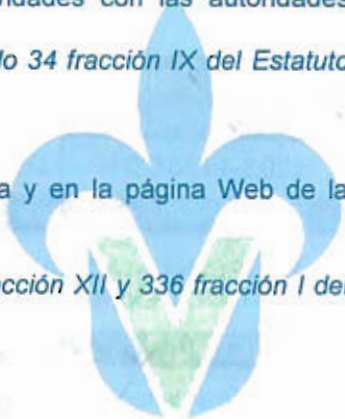 idades con las autoridades
lo 34 fracción IX del Estatuto
a y en la página Web de la
cción XII y 336 fracción I del